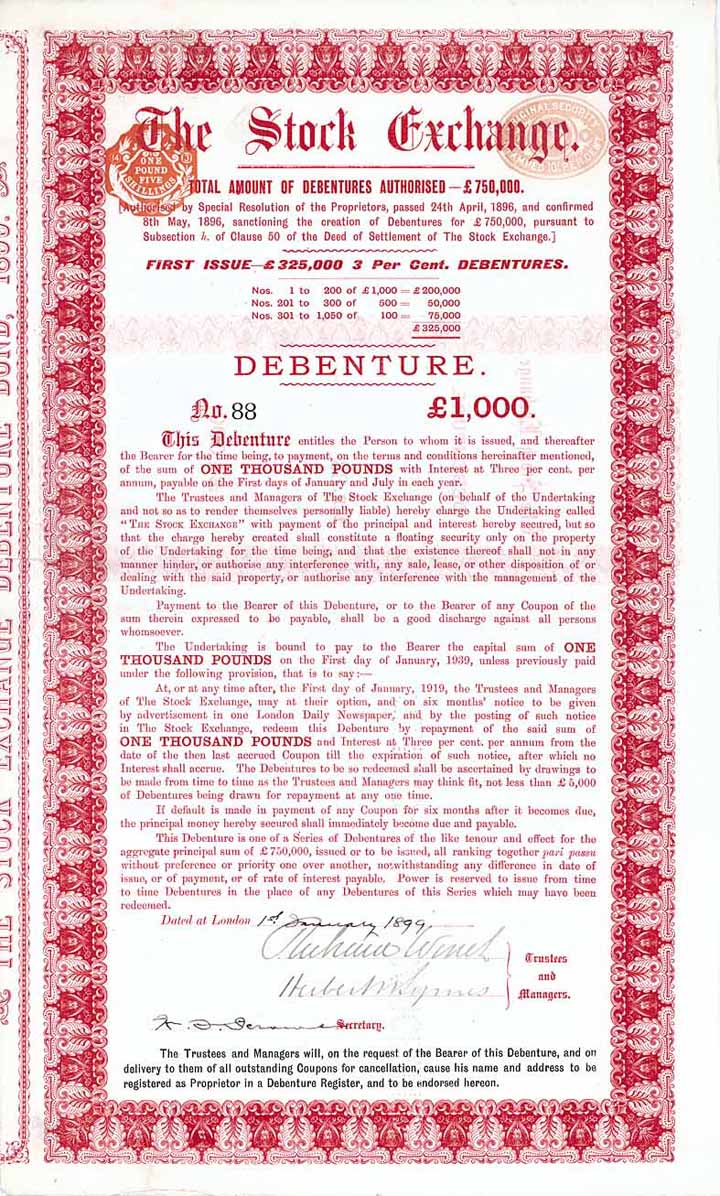 The Stock Exchange.
ONE
POUND
FIVE
SHILLINGS
TOTAL AMOUNT OF DEBENTURES AUTHORISED—£750,000.
[Authorised by Special Resolution of the Proprietors, passed 24th April, 1896, and confirmed
8th May, 1896, sanctioning the creation of Debentures for £750,000, pursuant to
Subsection h. of Clause 50 of the Deed of Settlement of The Stock Exchange.]
FIRST ISSUE—£325,000 3 Per Cent. DEBENTURES.
Nos. 1 to 200 of £1,000 = £200,000
Nos. 201 to 300 of 500 = 50,000
Nos. 301 to 1,050 of 100 = 75,000
£325,000
DEBENTURE.
No. 88 £1,000.
This Debenture entitles the Person to whom it is issued, and thereafter
the Bearer for the time being, to payment, on the terms and conditions hereinafter mentioned,
of the sum of ONE THOUSAND POUNDS with Interest at Three per cent. per
annum, payable on the First days of January and July in each year.
The Trustees and Managers of The Stock Exchange (on behalf of the Undertaking
and not so as to render themselves personally liable) hereby charge the Undertaking called
"THE STOCK EXCHANGE" with payment of the principal and interest hereby secured, but so
that the charge hereby created shall constitute a floating security only on the property
of the Undertaking for the time being, and that the existence thereof shall not in any
manner hinder, or authorise any interference with, any sale, lease, or other disposition of or
dealing with the said property, or authorise any interference with the management of the
Undertaking.
Payment to the Bearer of this Debenture, or to the Bearer of any Coupon of the
sum therein expressed to be payable, shall be a good discharge against all persons
whomsoever.
The Undertaking is bound to pay to the Bearer the capital sum of ONE
THOUSAND POUNDS on the First day of January, 1939, unless previously paid
under the following provision, that is to say:—
At, or at any time after, the First day of January, 1919, the Trustees and Managers
of The Stock Exchange, may at their option, and on six months' notice to be given
by advertisement in one London Daily Newspaper, and by the posting of such notice
in The Stock Exchange, redeem this Debenture by repayment of the said sum of
ONE THOUSAND POUNDS and Interest at Three per cent. per annum from the
date of the then last accrued Coupon till the expiration of such notice, after which no
Interest shall accrue. The Debentures to be so redeemed shall be ascertained by drawings to
be made from time to time as the Trustees and Managers may think fit, not less than £5,000
of Debentures being drawn for repayment at any one time.
If default is made in payment of any Coupon for six months after it becomes due,
the principal money hereby secured shall immediately become due and payable.
This Debenture is one of a Series of Debentures of the like tenour and effect for the
aggregate principal sum of £750,000, issued or to be issued, all ranking together pari passu
without preference or priority one over another, notwithstanding any difference in date of
issue, or of payment, or of rate of interest payable. Power is reserved to issue from time
to time Debentures in the place of any Debentures of this Series which may have been
redeemed.
Dated at London 1st January 1899
Trustees
and
Managers.
Secretary.
The Trustees and Managers will, on the request of the Bearer of this Debenture, and on
delivery to them of all outstanding Coupons for cancellation, cause his name and address to be
registered as Proprietor in a Debenture Register, and to be endorsed hereon.
THE STOCK EXCHANGE DEBENTURE BOND, 1899.